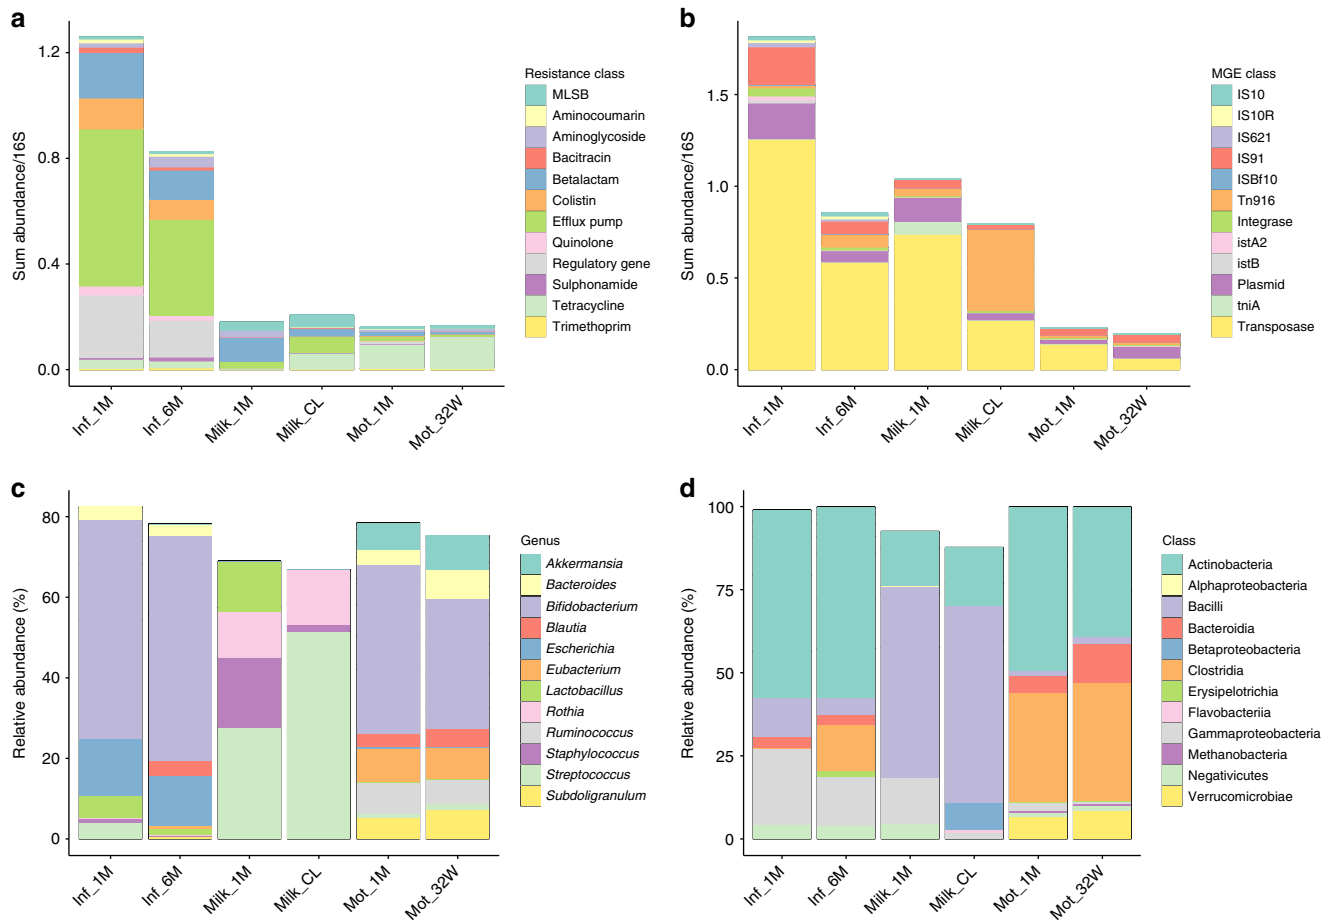 a
Sum abundance/16S
1.2
0.8
0.4
0.0
Inf_1M
Inf_6M
Milk_1M
Milk_CL
Mot_1M
Mot_32W
Resistance class
MLSB
Aminocoumarin
Aminoglycoside
Bacitracin
Betalactam
Colistin
Efflux pump
Quinolone
Regulatory gene
Sulphonamide
Tetracycline
Trimethoprim
b
Sum abundance/16S
1.5
1.0
0.5
0.0
Inf_1M
Inf_6M
Milk_1M
Milk_CL
Mot_1M
Mot_32W
MGE class
IS10
IS10R
IS621
IS91
ISBf10
Tn916
Integrase
istA2
istB
Plasmid
tniA
Transposase
c
Relative abundance (%)
80
60
40
20
0
Inf_1M
Inf_6M
Milk_1M
Milk_CL
Mot_1M
Mot_32W
Genus
Akkermansia
Bacteroides
Bifidobacterium
Blautia
Escherichia
Eubacterium
Lactobacillus
Rothia
Ruminococcus
Staphylococcus
Streptococcus
Subdoligranulum
d
Relative abundance (%)
100
75
50
25
0
Inf_1M
Inf_6M
Milk_1M
Milk_CL
Mot_1M
Mot_32W
Class
Actinobacteria
Alphaproteobacteria
Bacilli
Bacteroidia
Betaproteobacteria
Clostridia
Erysipelotrichia
Flavobacteriia
Gammaproteobacteria
Methanobacteria
Negativicutes
Verrucomicrobiae